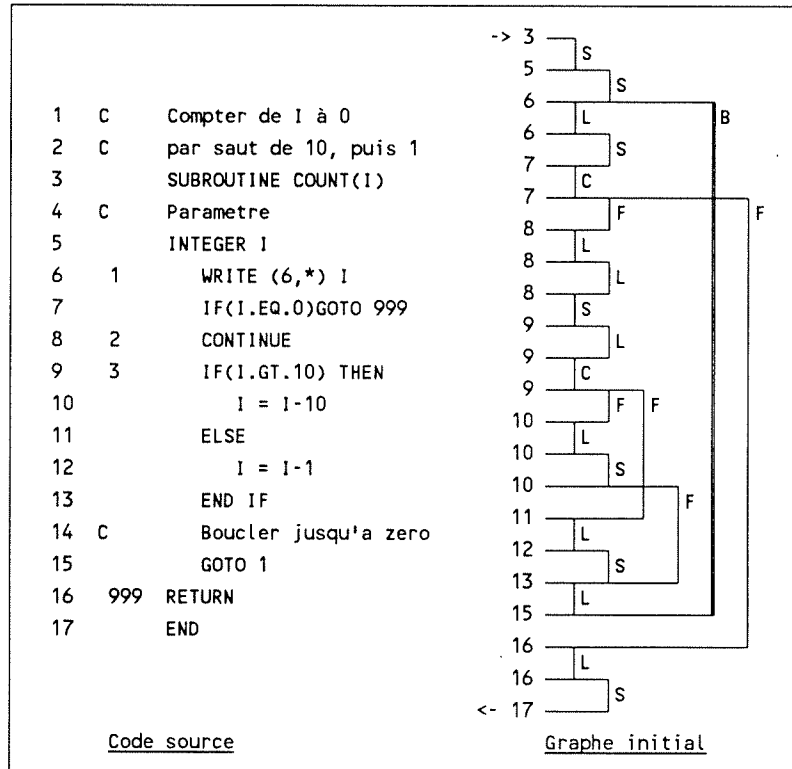 1 C Compter de I à 0
2 C par saut de 10, puis 1
3 SUBROUTINE COUNT(I)
4 C Parametre
5 INTEGER I
6 1 WRITE (6,*) I
7 IF(I.EQ.0)GOTO 999
8 2 CONTINUE
9 3 IF(I.GT.10) THEN
10 I = I-10
11 ELSE
12 I = I-1
13 END IF
14 C Boucler jusqu'a zero
15 GOTO 1
16 999 RETURN
17 END
Code source
-> 3
S
5
S
6
B
L
6
S
7
C
7
F
F
8
L
8
L
8
S
9
L
9
C
9
F
F
10
L
10
S
10
F
11
L
12
S
13
L
15
16
L
16
S
<- 17
Graphe initial